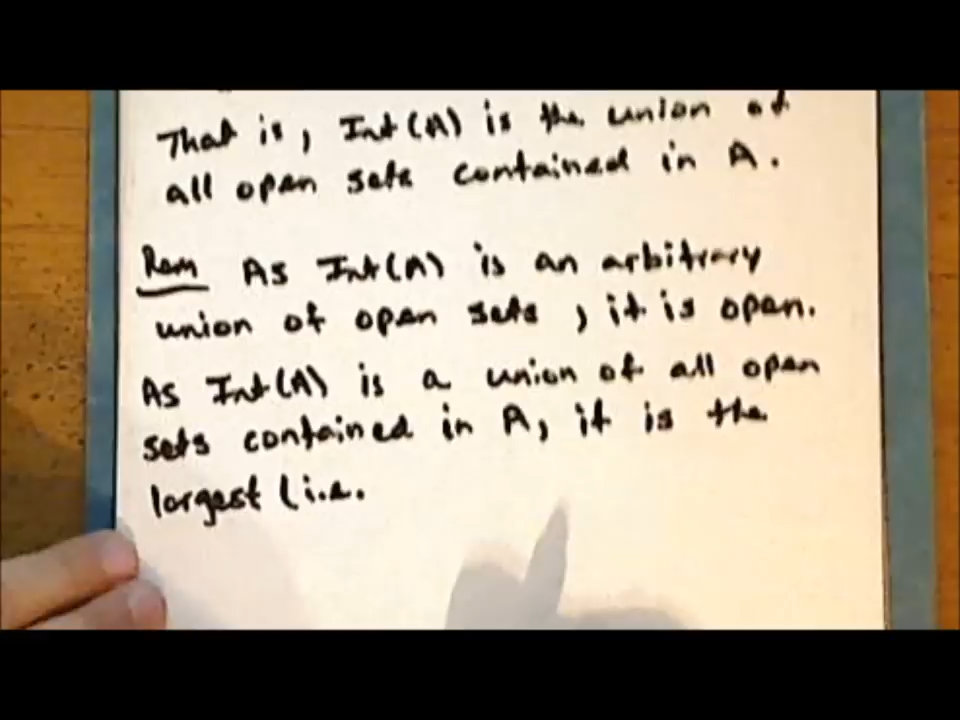 That is, Int(A) is the union of
all open sets contained in A.
Rem As Int(A) is an arbitrary
union of open sets, it is open.
As Int(A) is a union of all open
sets contained in A, it is the
largest (i.e.